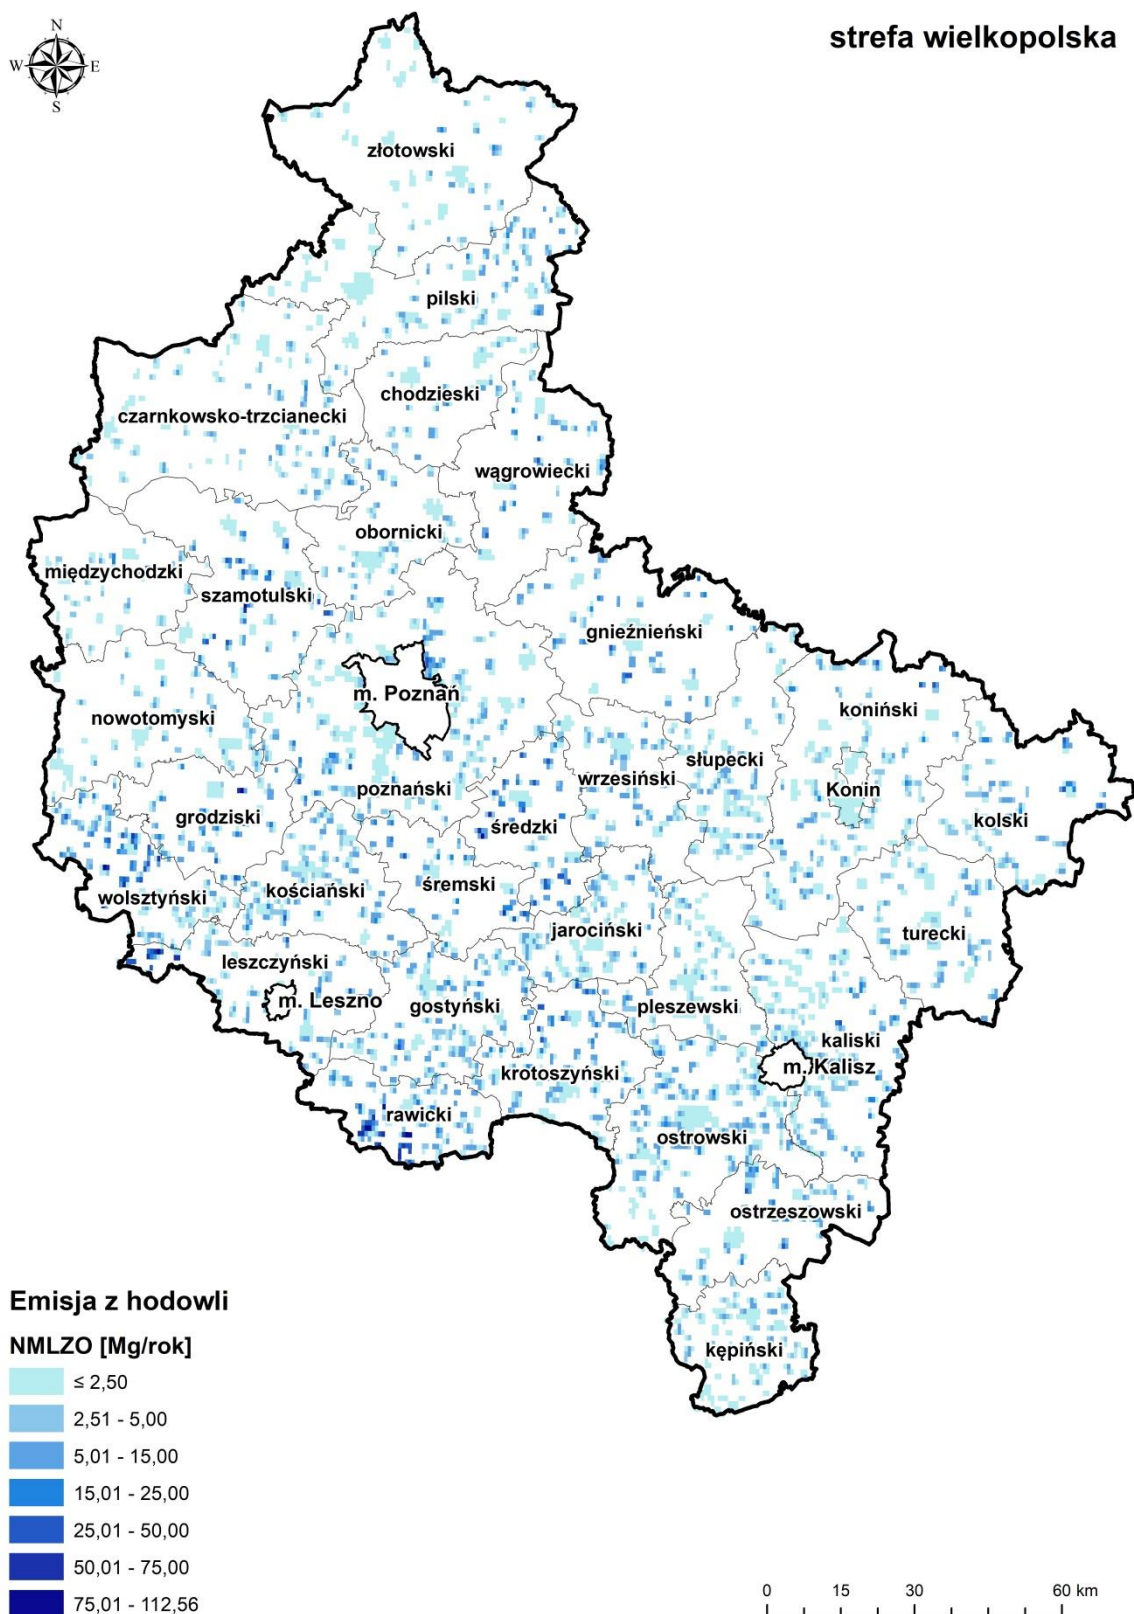 strefa wielkopolska
N
W E
S
złotowski
pilski
chodzieski
czarnkowsko-trzcianecki
wągrowiecki
obornicki
międzychodzki
szamotulski
gnieźnieński
m. Poznań
nowotomyski
koniński
słupecki
wrzesiński
poznański
Konin
grodziski
średzki
kolski
śremski
kościański
wolsztyński
jarociński
turecki
leszczyński
m. Leszno
gostyński
pleszewski
kaliski
m. Kalisz
krotoszyński
rawicki
ostrowski
ostrzeszowski
kępiński
Emisja z hodowli
NMLZO [Mg/rok]
≤ 2,50
2,51 - 5,00
5,01 - 15,00
15,01 - 25,00
25,01 - 50,00
50,01 - 75,00
75,01 - 112,56
0 15 30 60 km